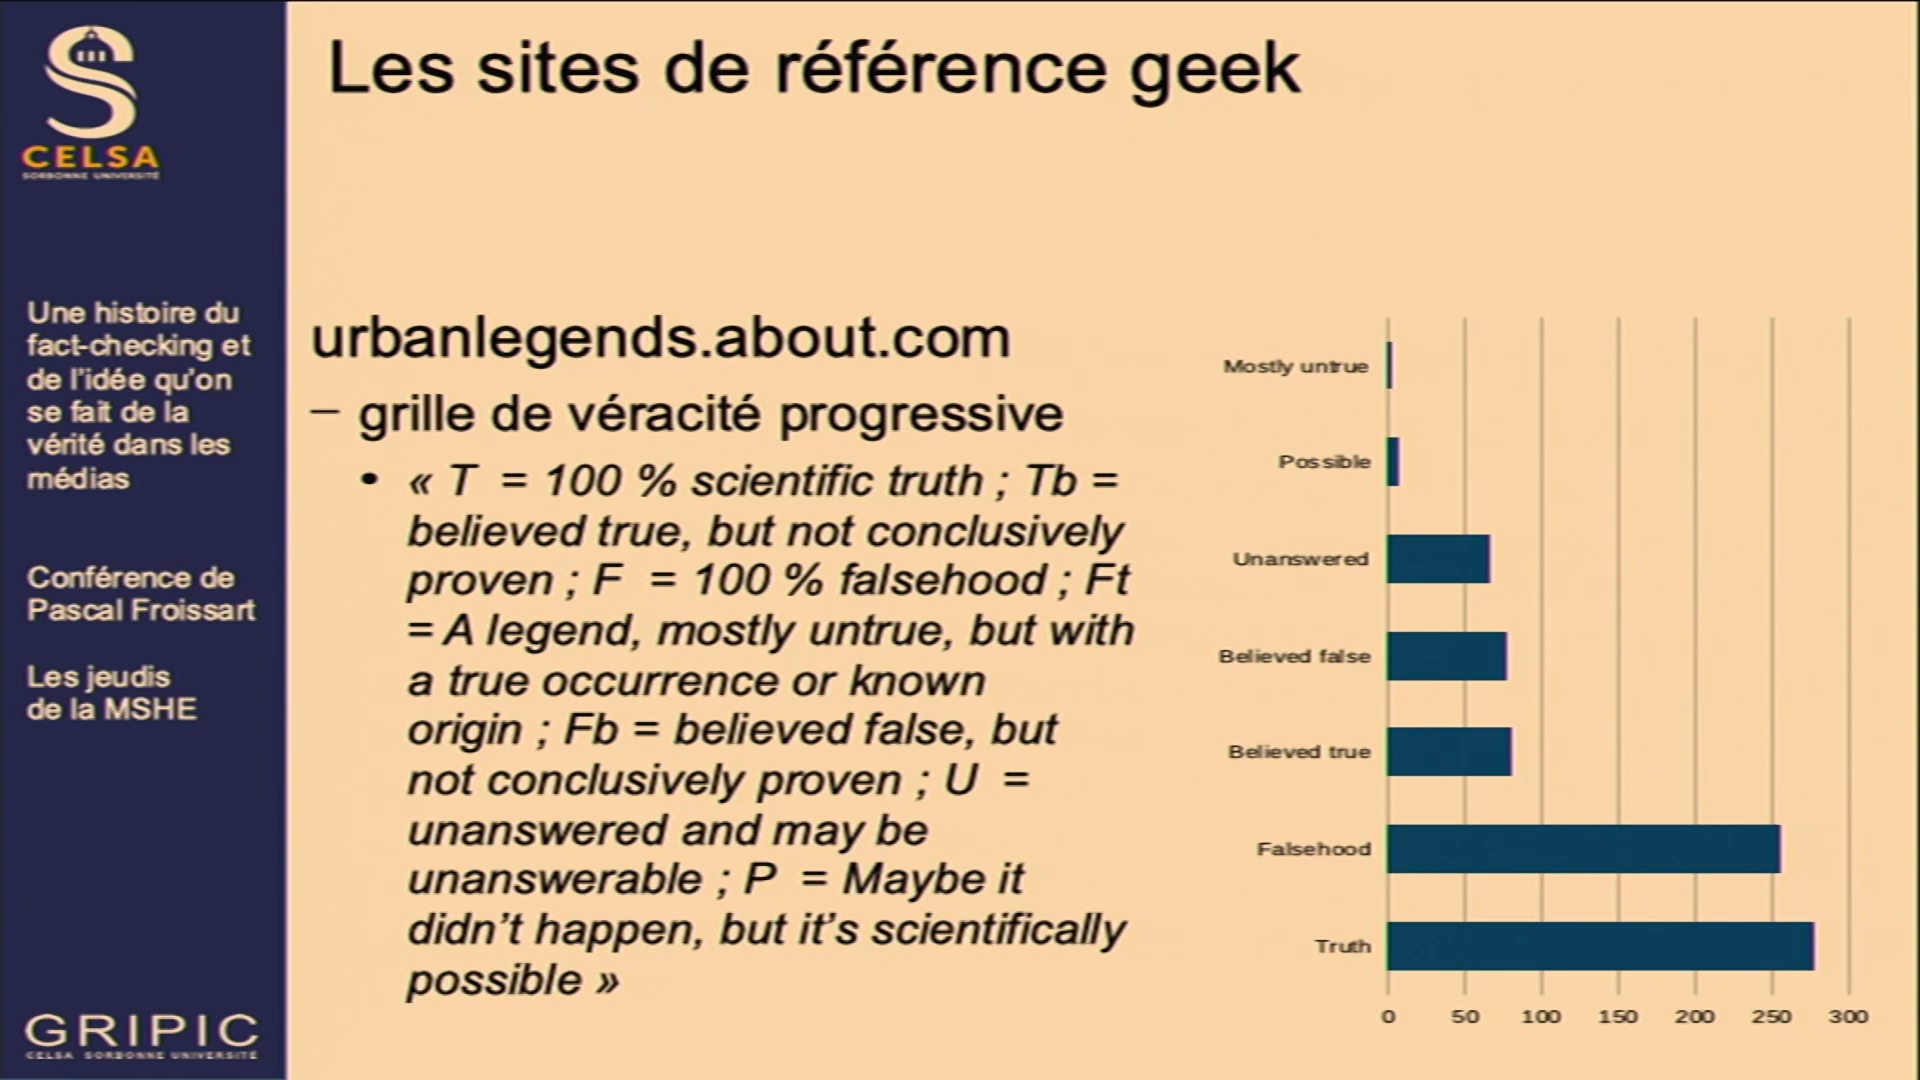 Les sites de référence geek
CELSA
SORBONNE UNIVERSITÉ
Une histoire du
fact-checking et
de l'idée qu'on
se fait de la
vérité dans les
médias
Conférence de
Pascal Froissart
Les jeudis
de la MSHE
GRIPIC
CELSA SORBONNE UNIVERSITÉ
urbanlegends.about.com
– grille de véracité progressive
• « T = 100 % scientific truth ; Tb =
believed true, but not conclusively
proven ; F = 100 % falsehood ; Ft
= A legend, mostly untrue, but with
a true occurrence or known
origin ; Fb = believed false, but
not conclusively proven ; U =
unanswered and may be
unanswerable ; P = Maybe it
didn't happen, but it's scientifically
possible »
Mostly untrue
Possible
Unanswered
Believed false
Believed true
Falsehood
Truth
0 50 100 150 200 250 300